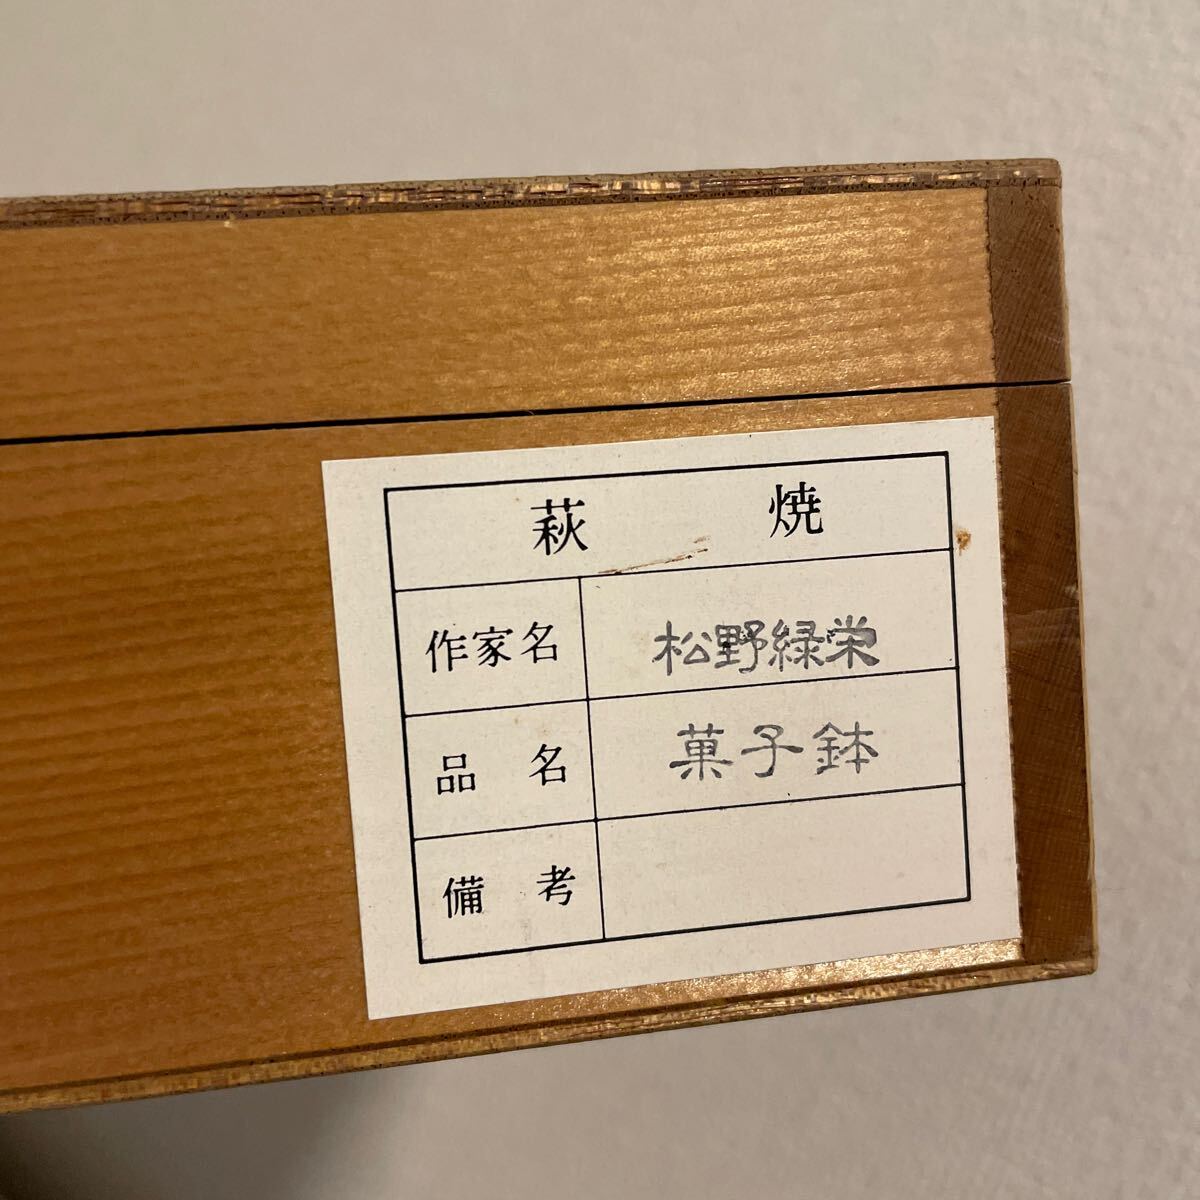 萩焼
作家名 松野緑栄
品名 菓子鉢
備考